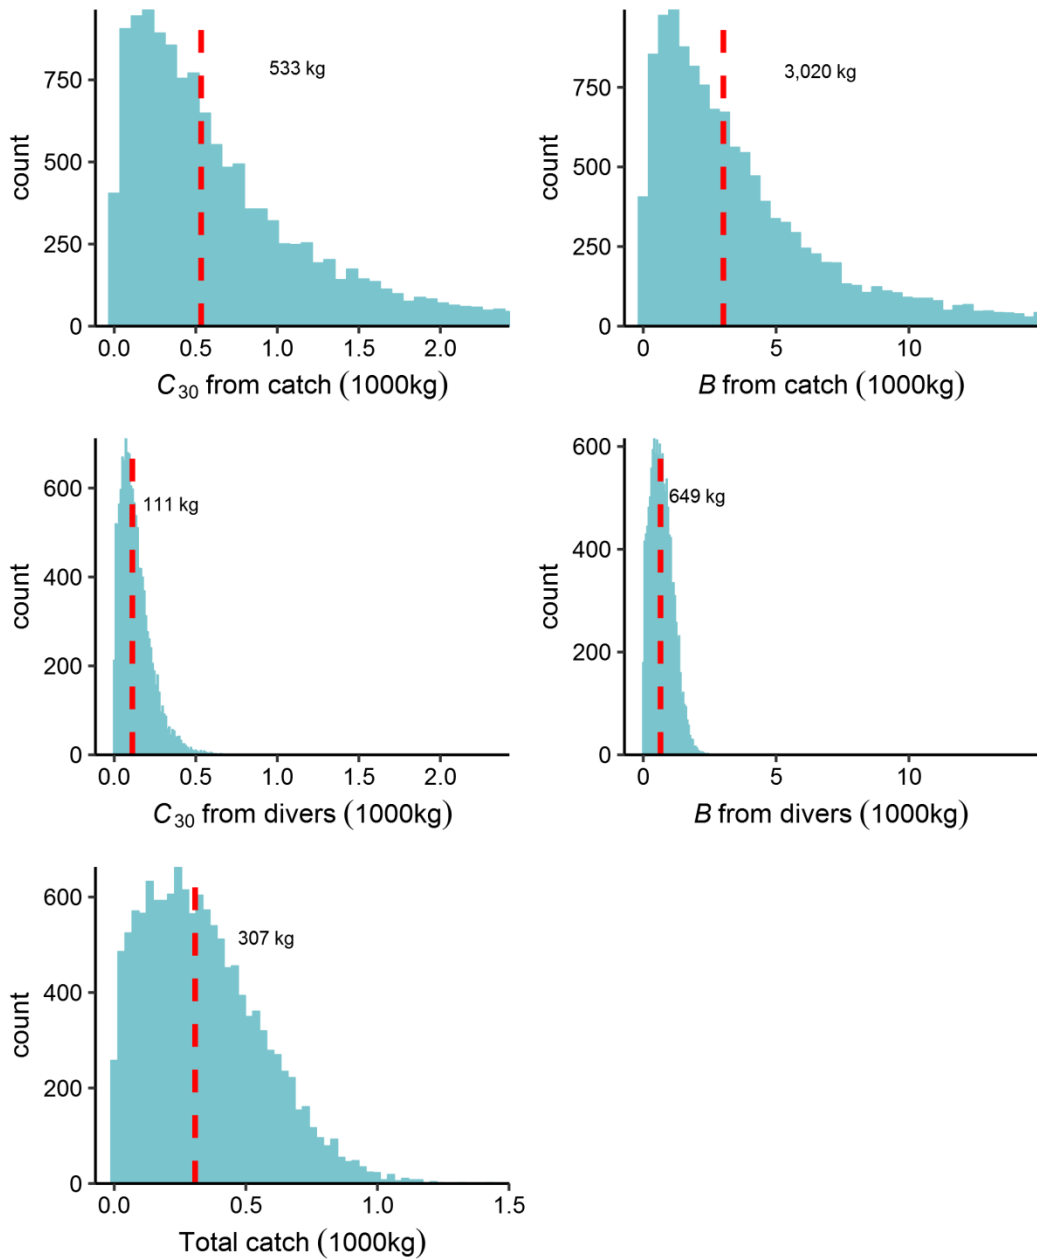 750
500
250
0
count
533 kg
0.0 0.5 1.0 1.5 2.0
C30 from catch (1000kg)
750
500
250
0
count
3,020 kg
0 5 10
B from catch (1000kg)
600
400
200
0
count
111 kg
0.0 0.5 1.0 1.5 2.0
C30 from divers (1000kg)
600
400
200
0
count
649 kg
0 5 10
B from divers (1000kg)
600
400
200
0
count
307 kg
0.0 0.5 1.0 1.5
Total catch (1000kg)